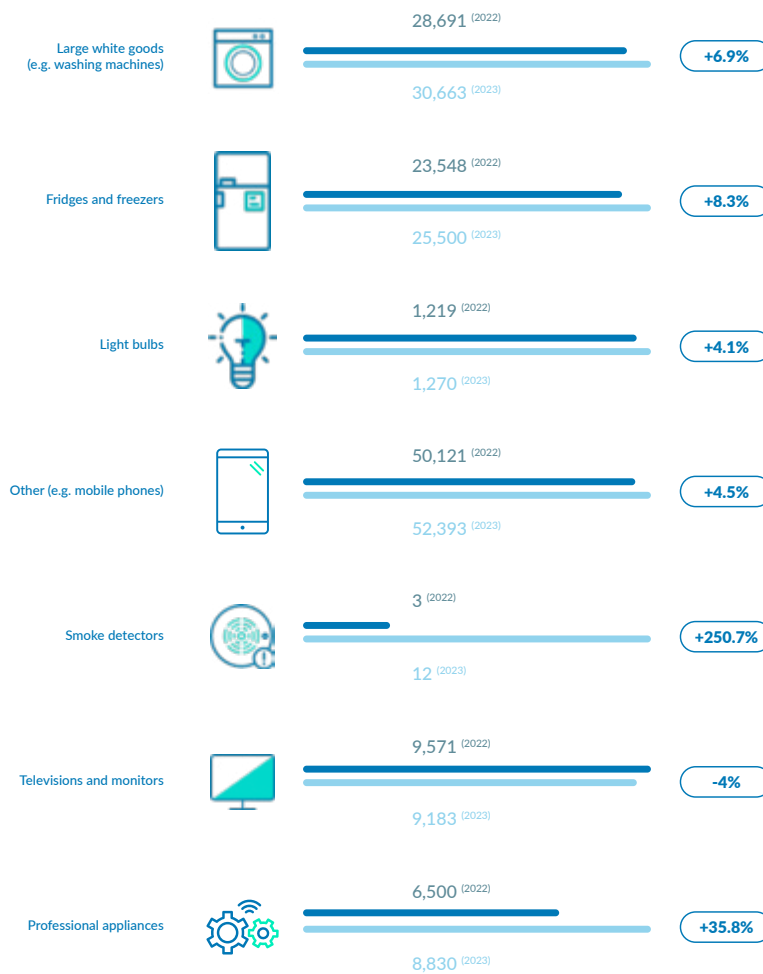 28,691 (2022)
Large white goods
(e.g. washing machines)
+6.9%
30,663 (2023)
23,548 (2022)
Fridges and freezers
+8.3%
25,500 (2023)
1,219 (2022)
Light bulbs
+4.1%
1,270 (2023)
50,121 (2022)
Other (e.g. mobile phones)
+4.5%
52,393 (2023)
3 (2022)
Smoke detectors
+250.7%
12 (2023)
9,571 (2022)
Televisions and monitors
-4%
9,183 (2023)
6,500 (2022)
Professional appliances
+35.8%
8,830 (2023)